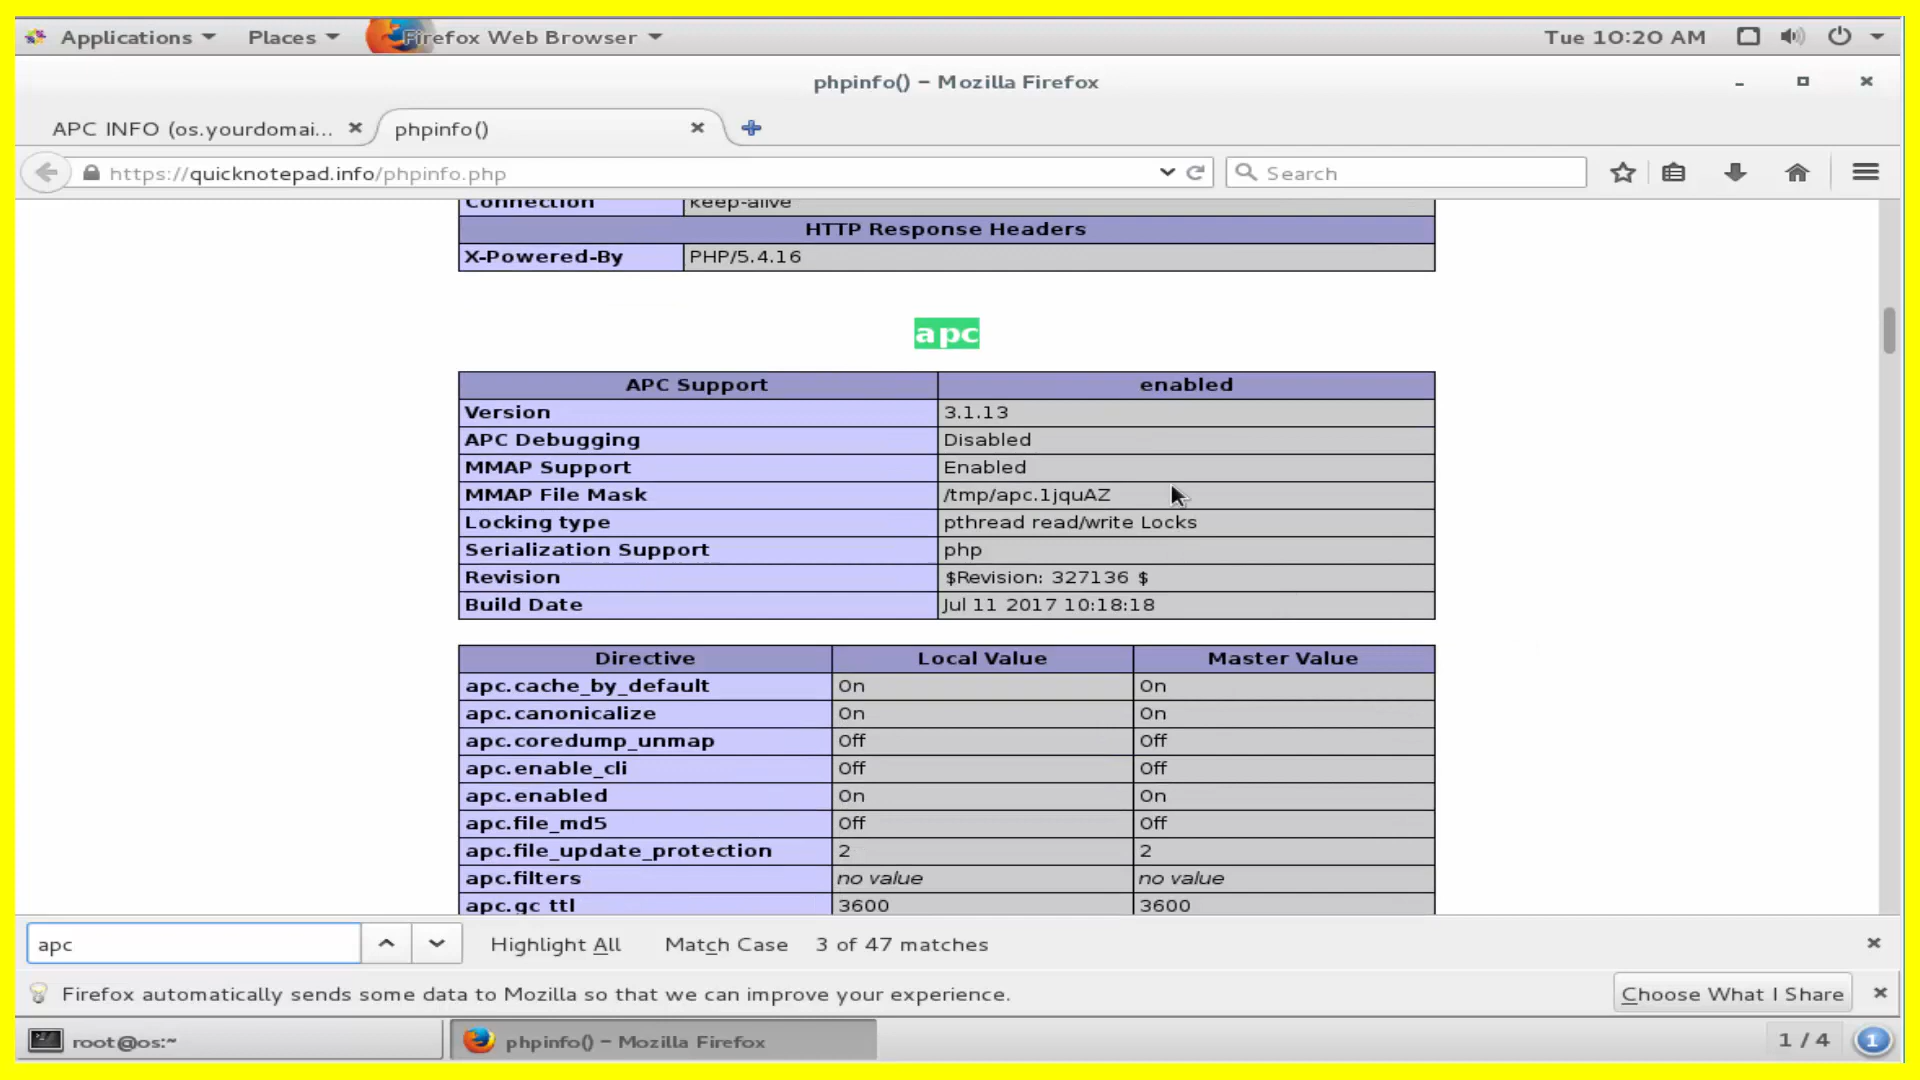 Applications Places Firefox Web Browser Tue 10:20 AM
phpinfo() - Mozilla Firefox
APC INFO (os.yourdomai... phpinfo()
https://quicknotepad.info/phpinfo.php Search
Connection keep-alive
HTTP Response Headers
X-Powered-By PHP/5.4.16
apc
APC Support enabled
Version 3.1.13
APC Debugging Disabled
MMAP Support Enabled
MMAP File Mask /tmp/apc.1jquAZ
Locking type pthread read/write Locks
Serialization Support php
Revision $Revision: 327136 $
Build Date Jul 11 2017 10:18:18
Directive Local Value Master Value
apc.cache_by_default On On
apc.canonicalize On On
apc.coredump_unmap Off Off
apc.enable_cli Off Off
apc.enabled On On
apc.file_md5 Off Off
apc.file_update_protection 2 2
apc.filters no value no value
apc.gc_ttl 3600 3600
apc Highlight All Match Case 3 of 47 matches
Firefox automatically sends some data to Mozilla so that we can improve your experience. Choose What I Share
root@os:~ phpinfo() - Mozilla Firefox 1 / 4 1